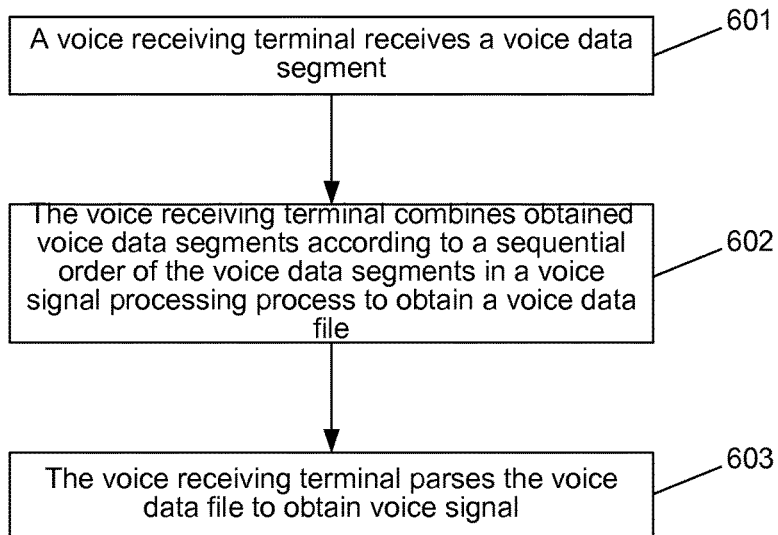 A voice receiving terminal receives a voice data
segment
601
The voice receiving terminal combines obtained
voice data segments according to a sequential
order of the voice data segments in a voice
signal processing process to obtain a voice data
file
602
The voice receiving terminal parses the voice
data file to obtain voice signal
603